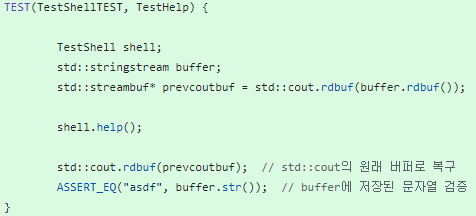 TEST(TestShellTEST, TestHelp) {
TestShell shell;
std::stringstream buffer;
std::streambuf* prevcoutbuf = std::cout.rdbuf(buffer.rdbuf());
shell.help();
std::cout.rdbuf(prevcoutbuf);  // std::cout의 원래 버퍼로 복구
ASSERT_EQ("asdf", buffer.str());  // buffer에 저장된 문자열 검증
}